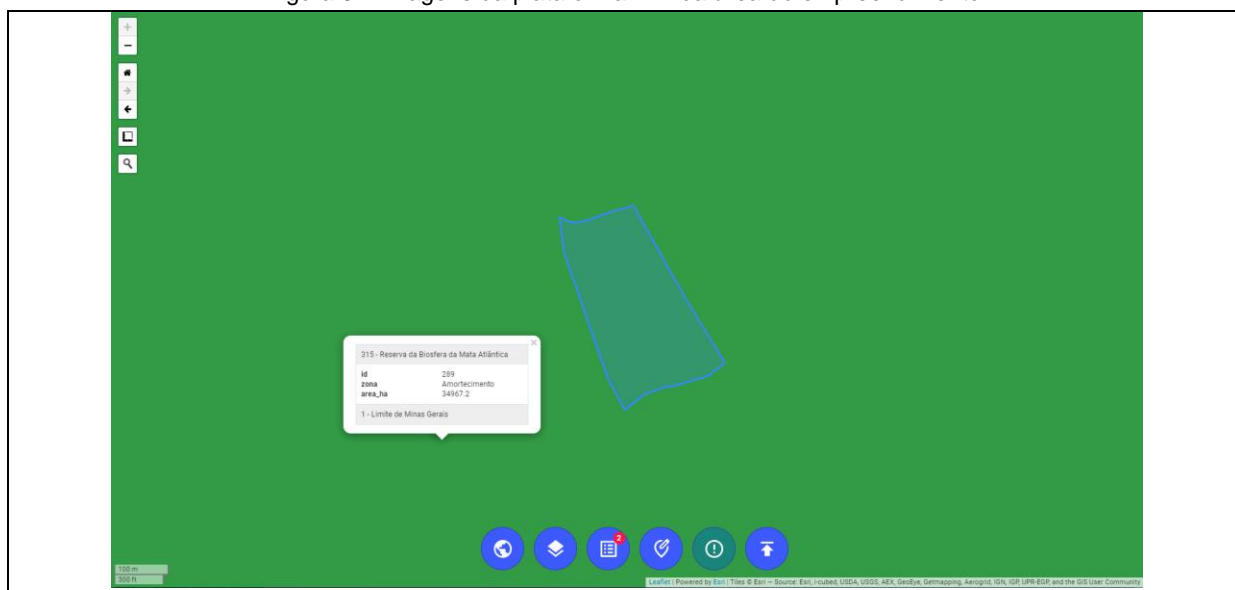 +
−
315 - Reserva da Biosfera da Mata Atlântica ×
id 289
zona Amortecimento
area_ha 34967.2
1 - Limite de Minas Gerais
2
100 m
300 ft
Leaflet | Powered by Esri | Tiles © Esri — Source: Esri, i-cubed, USDA, USGS, AEX, GeoEye, Getmapping, Aerogrid, IGN, IGP, UPR-EGP, and the GIS User Community